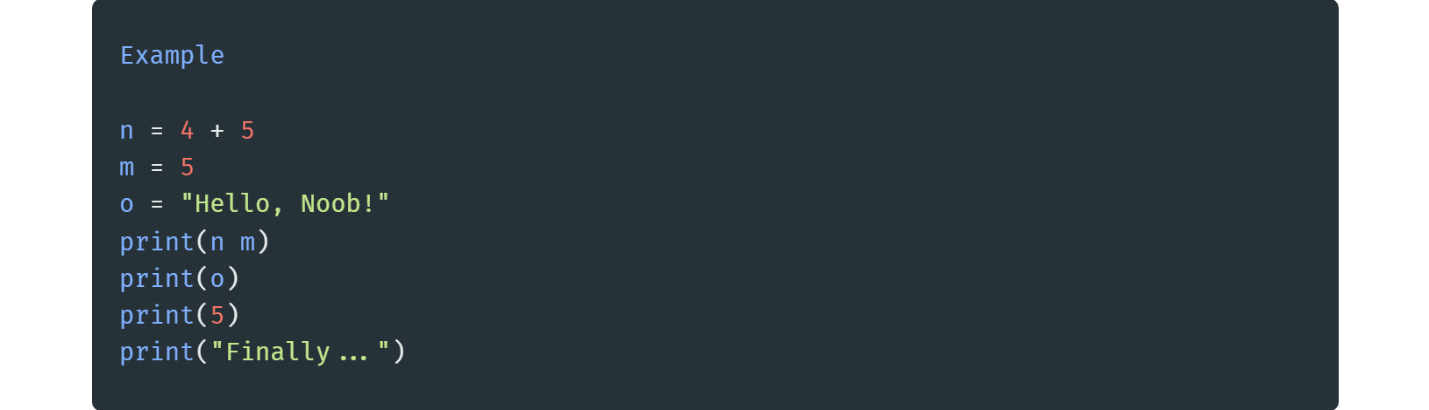 Example
n = 4 + 5
m = 5
o = "Hello, Noob!"
print(n m)
print(o)
print(5)
print("Finally...")